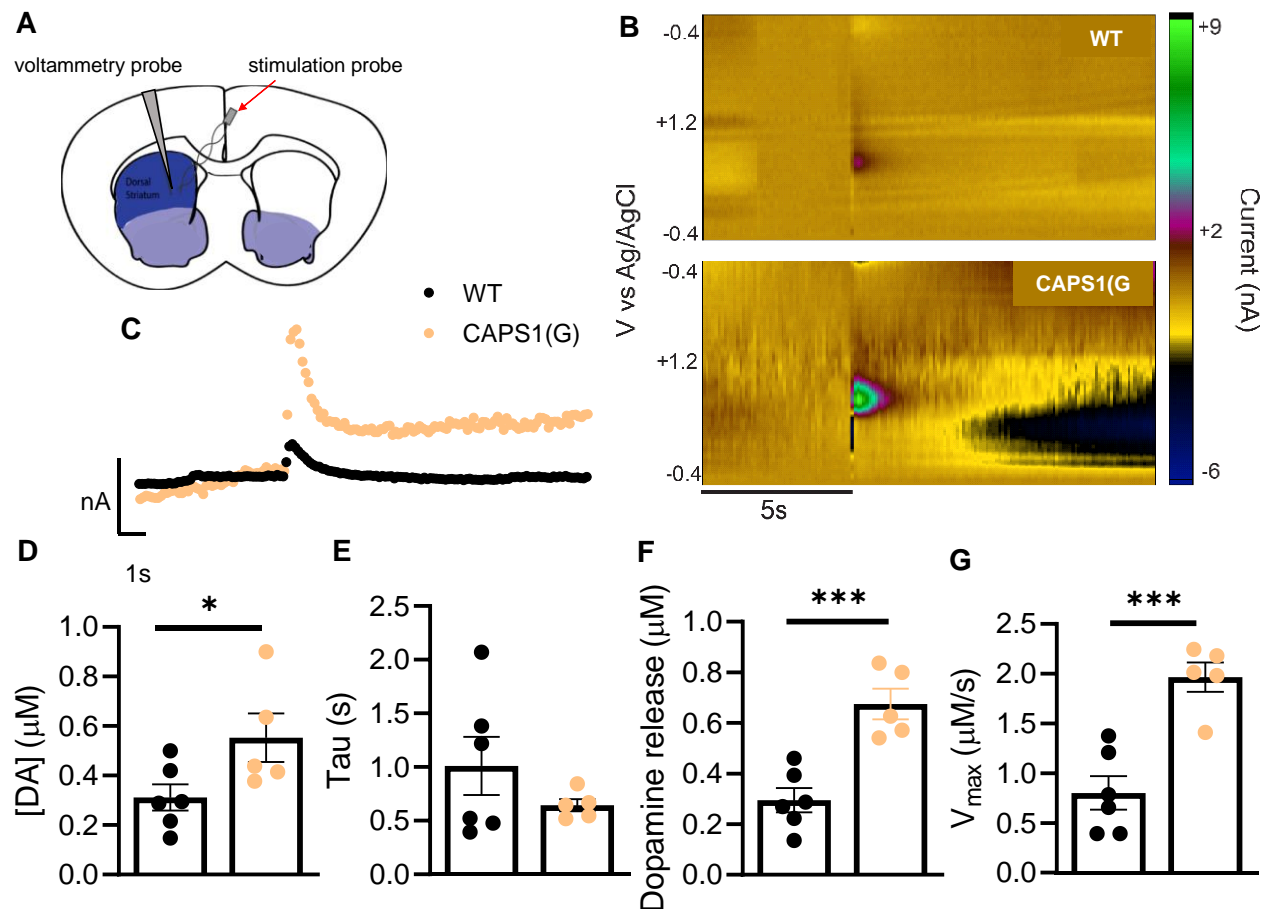 A
voltammetry probe
stimulation probe
Dorsal
Striatum
B
-0.4
WT
+1.2
-0.4
-0.4
CAPS1(G
+1.2
-0.4
V vs Ag/AgCl
5s
+9
+2
-6
Current (nA)
C
WT
CAPS1(G)
nA
1s
D
*
1.0
0.8
0.6
0.4
0.2
0.0
[DA] (μM)
E
2.5
2.0
1.5
1.0
0.5
0.0
Tau (s)
F
***
1.0
0.8
0.6
0.4
0.2
0.0
Dopamine release (μM)
G
***
2.5
2.0
1.5
1.0
0.5
0.0
Vmax (μM/s)